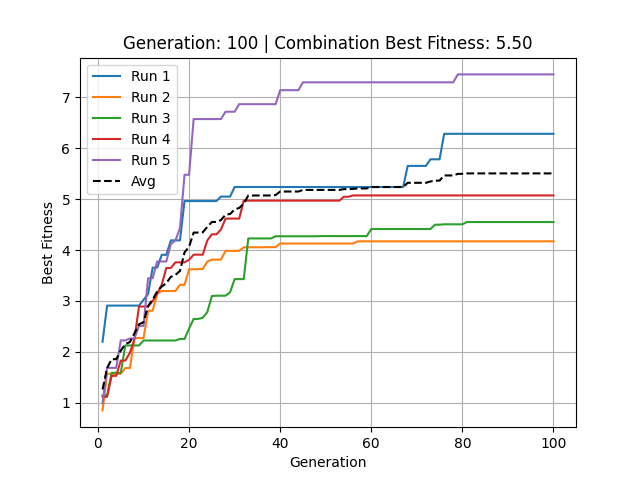 Generation: 100 | Combination Best Fitness: 5.50
Run 1
Run 2
Run 3
Run 4
Run 5
Avg
Best Fitness
7
6
5
4
3
2
1
0 20 40 60 80 100
Generation